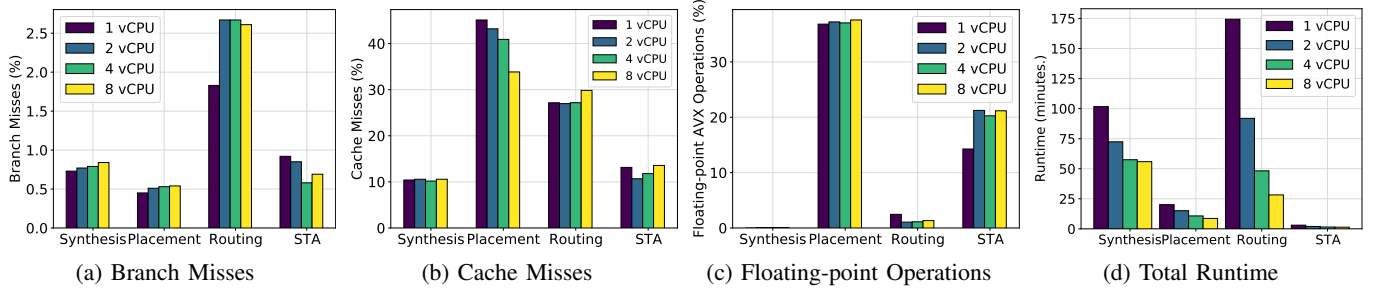 Branch Misses (%)
2.5
2.0
1.5
1.0
0.5
0.0
1 vCPU
2 vCPU
4 vCPU
8 vCPU
Synthesis Placement Routing STA
(a) Branch Misses
Cache Misses (%)
40
30
20
10
0
1 vCPU
2 vCPU
4 vCPU
8 vCPU
Synthesis Placement Routing STA
(b) Cache Misses
Floating-point AVX Operations (%)
30
20
10
0
1 vCPU
2 vCPU
4 vCPU
8 vCPU
Synthesis Placement Routing STA
(c) Floating-point Operations
Runtime (minutes.)
175
150
125
100
75
50
25
0
1 vCPU
2 vCPU
4 vCPU
8 vCPU
Synthesis Placement Routing STA
(d) Total Runtime